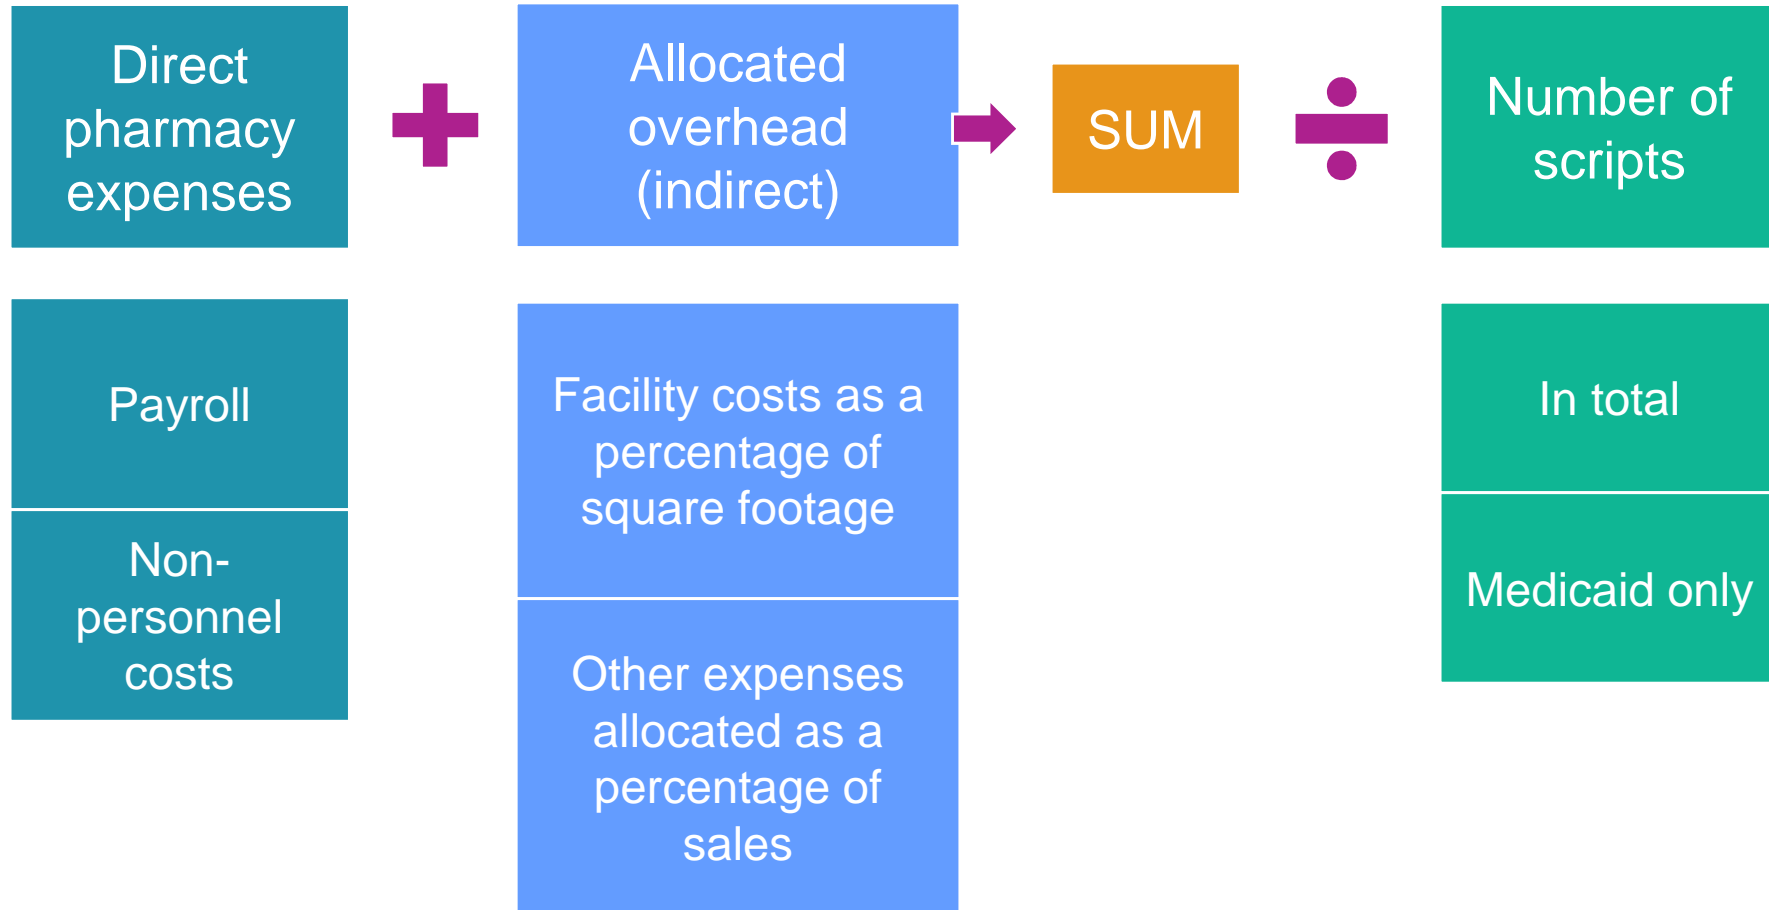 Direct
pharmacy
expenses
Allocated
overhead
(indirect)
SUM
Number of
scripts
Payroll
Non-
personnel
costs
Facility costs as a
percentage of
square footage
Other expenses
allocated as a
percentage of
sales
In total
Medicaid only